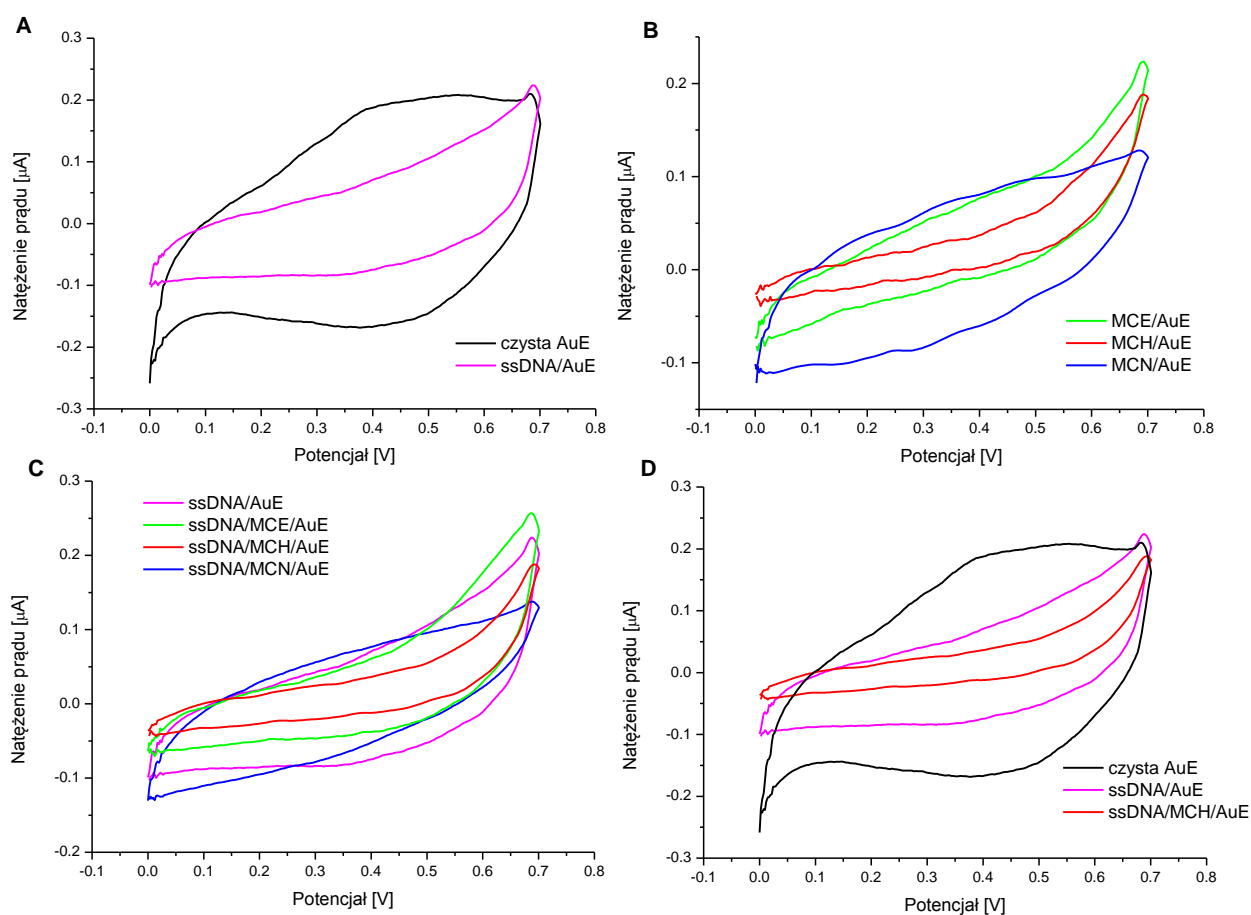 A
0.3
0.2
0.1
0.0
-0.1
-0.2
-0.3
-0.1
0.0
0.1
0.2
0.3
0.4
0.5
0.6
0.7
0.8
Natężenie prądu [μA]
Potencjał [V]
czysta AuE
ssDNA/AuE
B
0.2
0.1
0.0
-0.1
-0.1
0.0
0.1
0.2
0.3
0.4
0.5
0.6
0.7
0.8
Natężenie prądu [μA]
Potencjał [V]
MCE/AuE
MCH/AuE
MCN/AuE
C
0.3
0.2
0.1
0.0
-0.1
-0.2
-0.1
0.0
0.1
0.2
0.3
0.4
0.5
0.6
0.7
0.8
Natężenie prądu [μA]
Potencjał [V]
ssDNA/AuE
ssDNA/MCE/AuE
ssDNA/MCH/AuE
ssDNA/MCN/AuE
D
0.3
0.2
0.1
0.0
-0.1
-0.2
-0.3
-0.1
0.0
0.1
0.2
0.3
0.4
0.5
0.6
0.7
0.8
Natężenie prądu [μA]
Potencjał [V]
czysta AuE
ssDNA/AuE
ssDNA/MCH/AuE